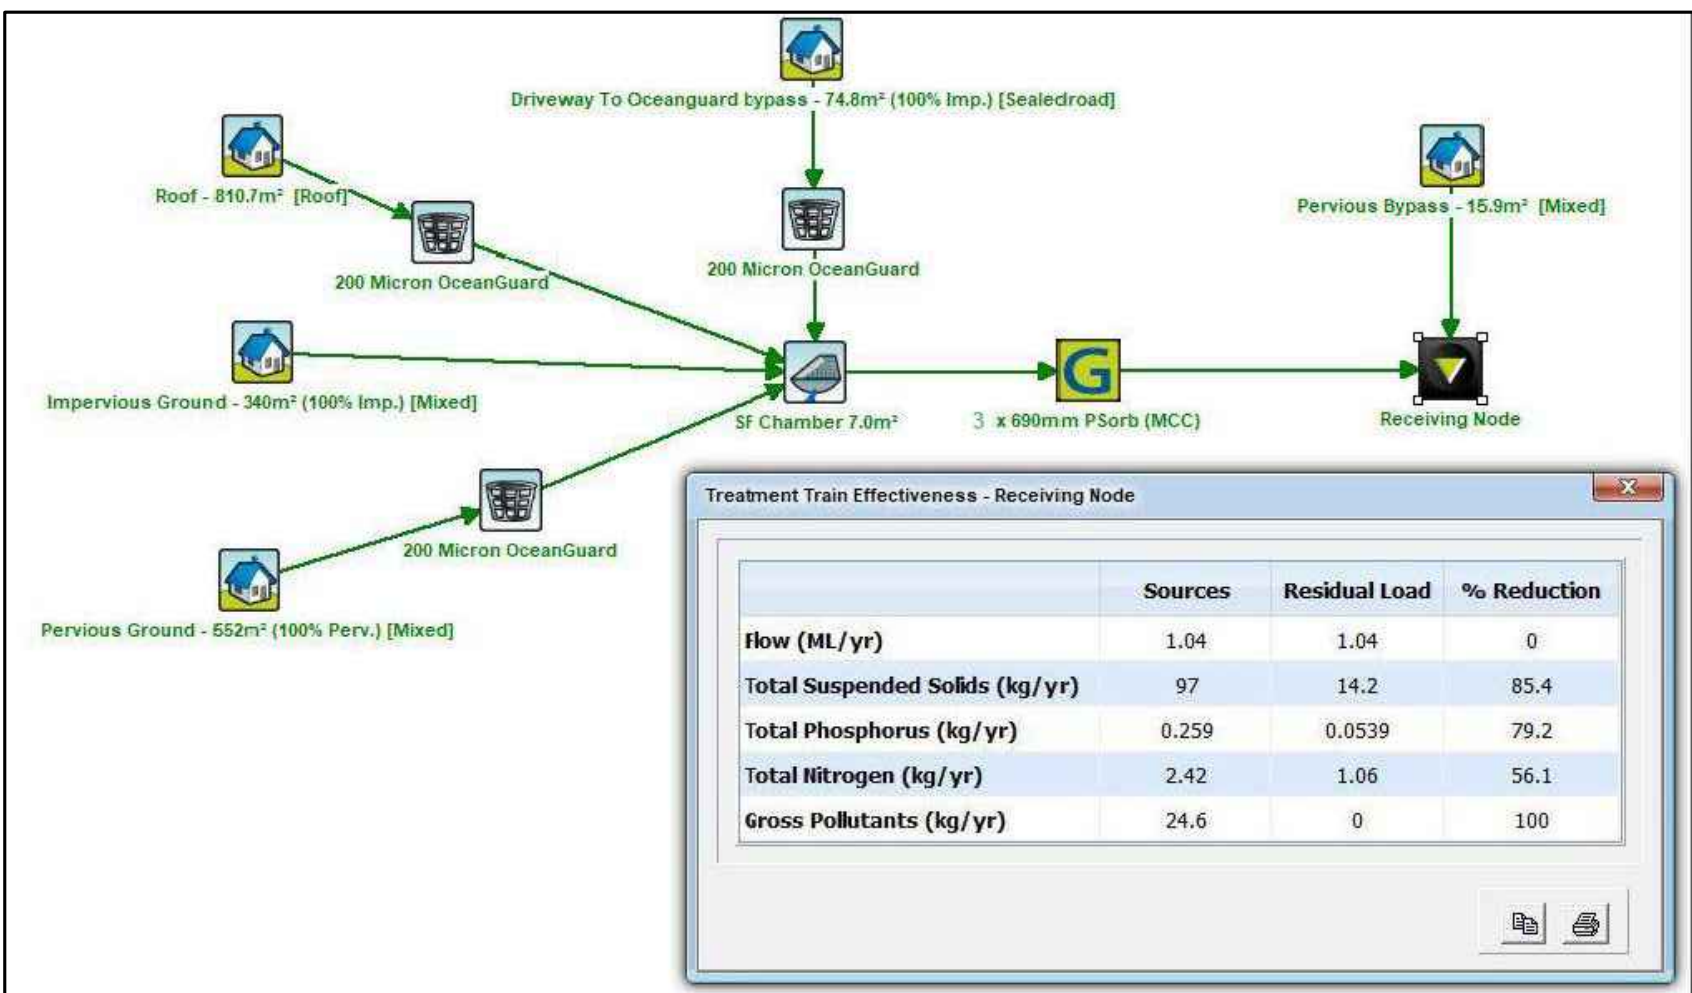 Driveway To Oceanguard bypass - 74.8m² (100% Imp.) [Sealedroad]
Roof - 810.7m² [Roof]
Pervious Bypass - 15.9m² [Mixed]
200 Micron OceanGuard
200 Micron OceanGuard
Impervious Ground - 340m² (100% Imp.) [Mixed]
SF Chamber 7.0m²
G
3 x 690mm PSorb (MCC)
Receiving Node
200 Micron OceanGuard
Pervious Ground - 552m² (100% Perv.) [Mixed]
Treatment Train Effectiveness - Receiving Node
X
Sources Residual Load % Reduction
Flow (ML/yr) 1.04 1.04 0
Total Suspended Solids (kg/yr) 97 14.2 85.4
Total Phosphorus (kg/yr) 0.259 0.0539 79.2
Total Nitrogen (kg/yr) 2.42 1.06 56.1
Gross Pollutants (kg/yr) 24.6 0 100